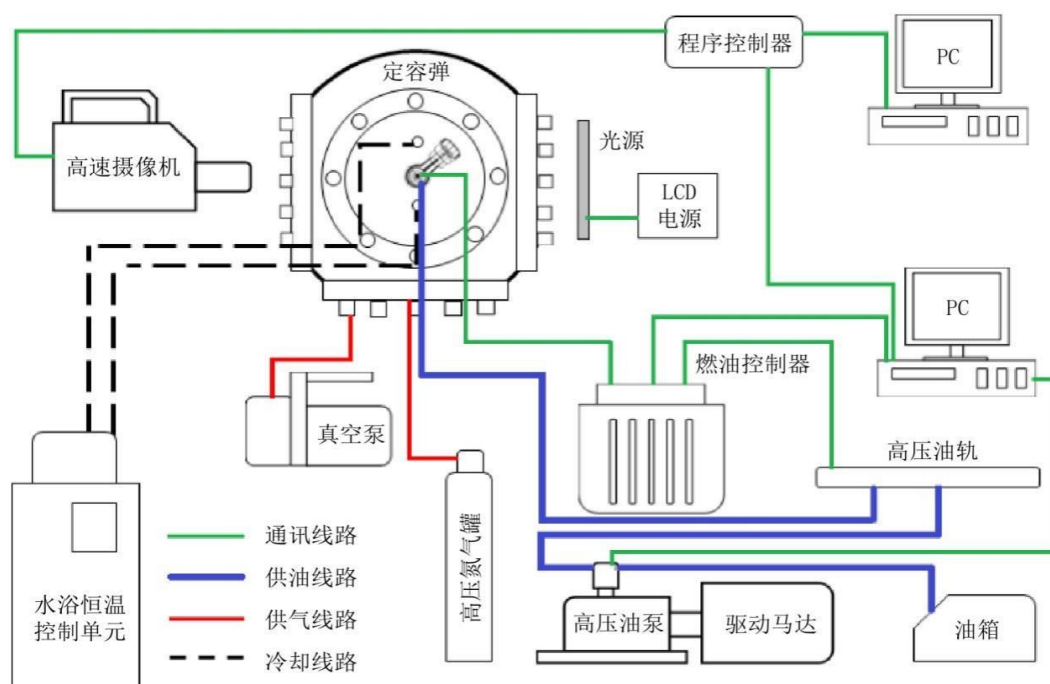 程序控制器
PC
定容弹
高速摄像机
光源
LCD
电源
PC
燃油控制器
真空泵
高压油轨
高压氮气罐
通讯线路
供油线路
供气线路
冷却线路
水浴恒温
控制单元
高压油泵
驱动马达
油箱